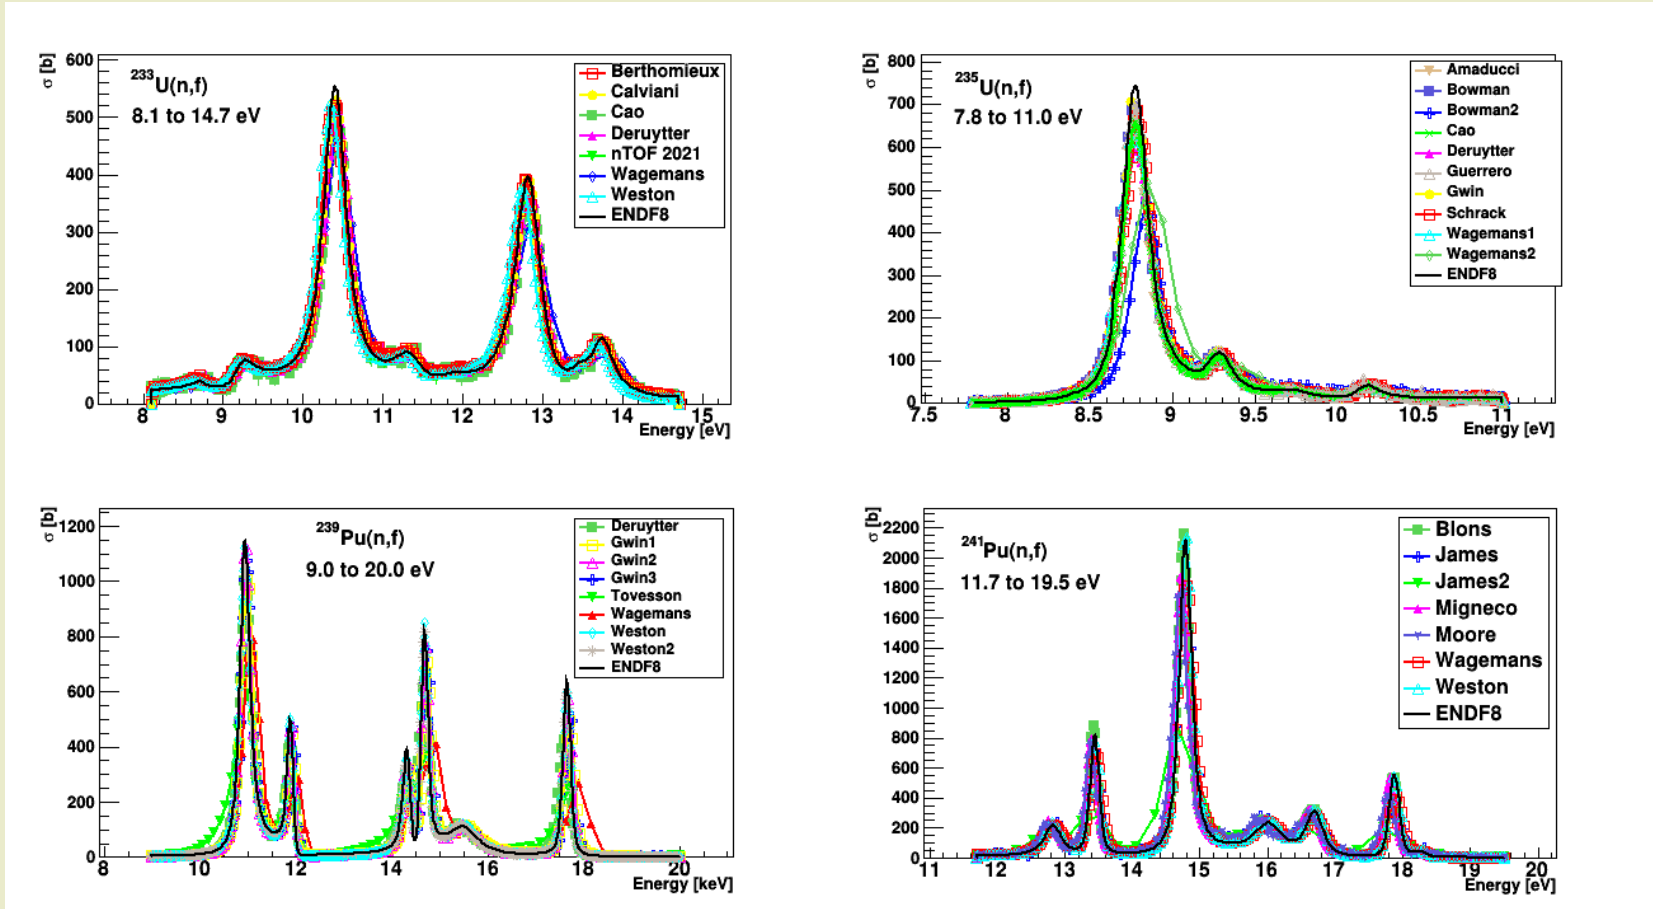 σ [b]
600
500
400
300
200
100
0
²³³U(n,f)
8.1 to 14.7 eV
Berthomieux
Calviani
Cao
Deruytter
nTOF 2021
Wagemans
Weston
ENDF8
8 9 10 11 12 13 14 15
Energy [eV]
σ [b]
800
700
600
500
400
300
200
100
0
²³⁵U(n,f)
7.8 to 11.0 eV
Amaducci
Bowman
Bowman2
Cao
Deruytter
Guerrero
Gwin
Schrack
Wagemans1
Wagemans2
ENDF8
7.5 8 8.5 9 9.5 10 10.5 11
Energy [eV]
σ [b]
1200
1000
800
600
400
200
0
²³⁹Pu(n,f)
9.0 to 20.0 eV
Deruytter
Gwin1
Gwin2
Gwin3
Tovesson
Wagemans
Weston
Weston2
ENDF8
8 10 12 14 16 18 20
Energy [keV]
σ [b]
2200
2000
1800
1600
1400
1200
1000
800
600
400
200
0
²⁴¹Pu(n,f)
11.7 to 19.5 eV
Blons
James
James2
Migneco
Moore
Wagemans
Weston
ENDF8
11 12 13 14 15 16 17 18 19 20
Energy [eV]